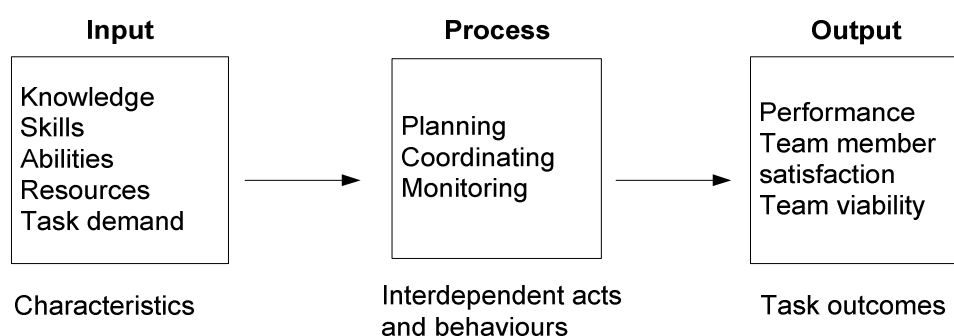 Input
Knowledge
Skills
Abilities
Resources
Task demand
Characteristics
Process
Planning
Coordinating
Monitoring
Interdependent acts
and behaviours
Output
Performance
Team member
satisfaction
Team viability
Task outcomes